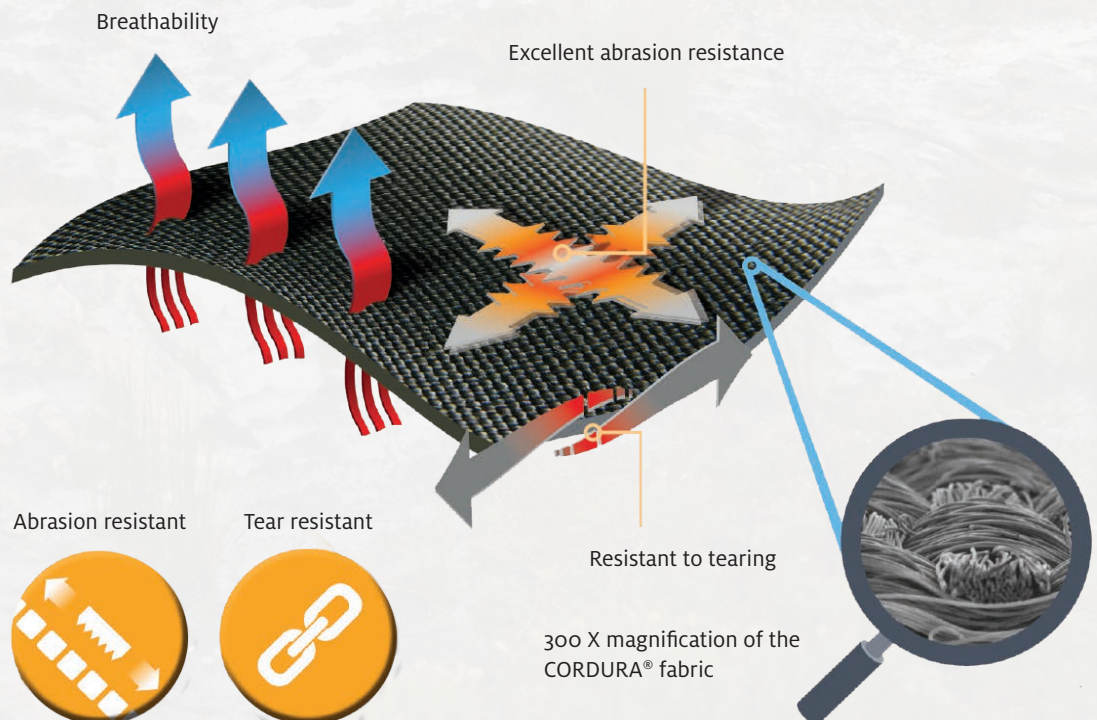 Breathability
Excellent abrasion resistance
Abrasion resistant
Tear resistant
Resistant to tearing
300 X magnification of the
CORDURA® fabric